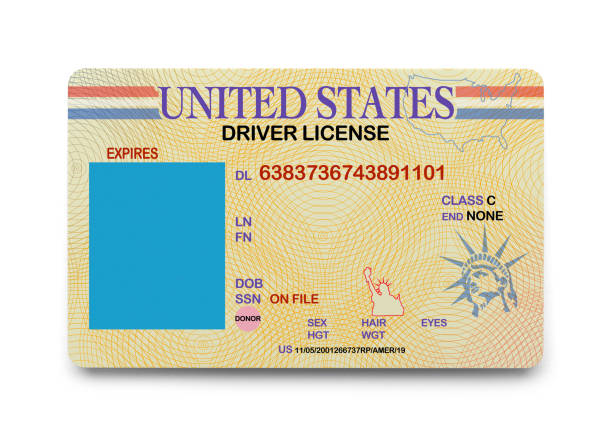 UNITED STATES
DRIVER LICENSE
EXPIRES
DL 6383736743891101
CLASS C
END NONE
LN
FN
DOB
SSN ON FILE
DONOR
SEX HAIR EYES
HGT WGT
US 11/05/2001266737RP/AMER/19